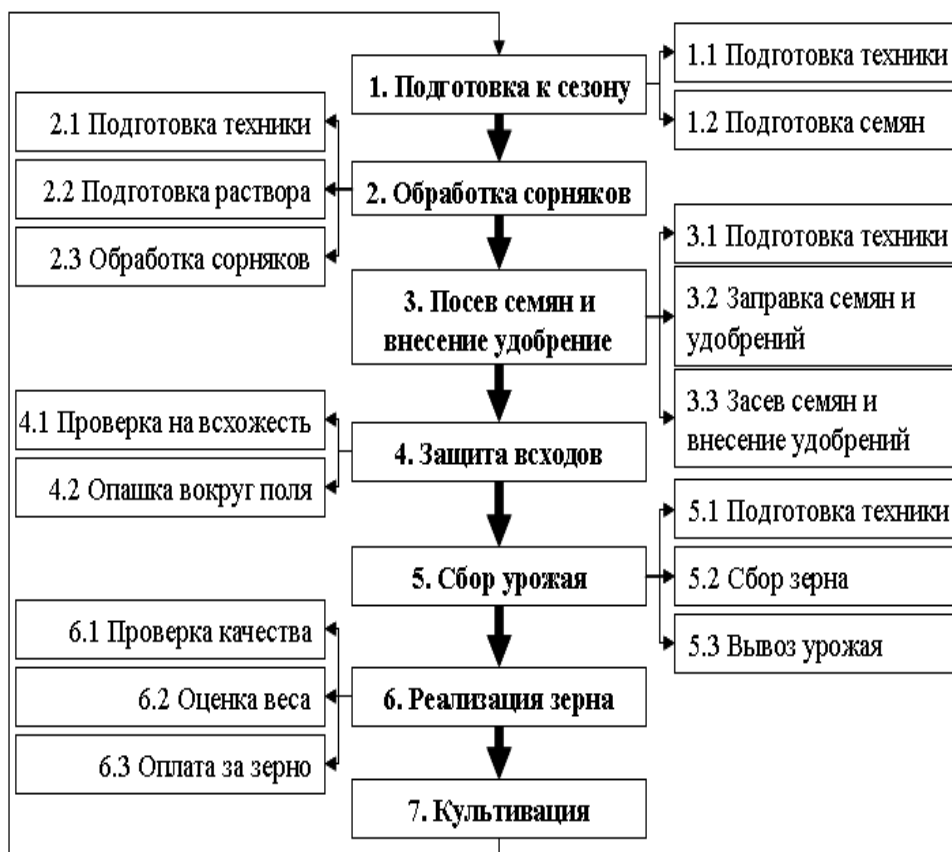 1. Подготовка к сезону
1.1 Подготовка техники
1.2 Подготовка семян
2. Обработка сорняков
2.1 Подготовка техники
2.2 Подготовка раствора
2.3 Обработка сорняков
3. Посев семян и
внесение удобрение
3.1 Подготовка техники
3.2 Заправка семян и
удобрений
3.3 Засев семян и
внесение удобрений
4. Защита всходов
4.1 Проверка на всхожесть
4.2 Опашка вокруг поля
5. Сбор урожая
5.1 Подготовка техники
5.2 Сбор зерна
5.3 Вывоз урожая
6. Реализация зерна
6.1 Проверка качества
6.2 Оценка веса
6.3 Оплата за зерно
7. Культивация